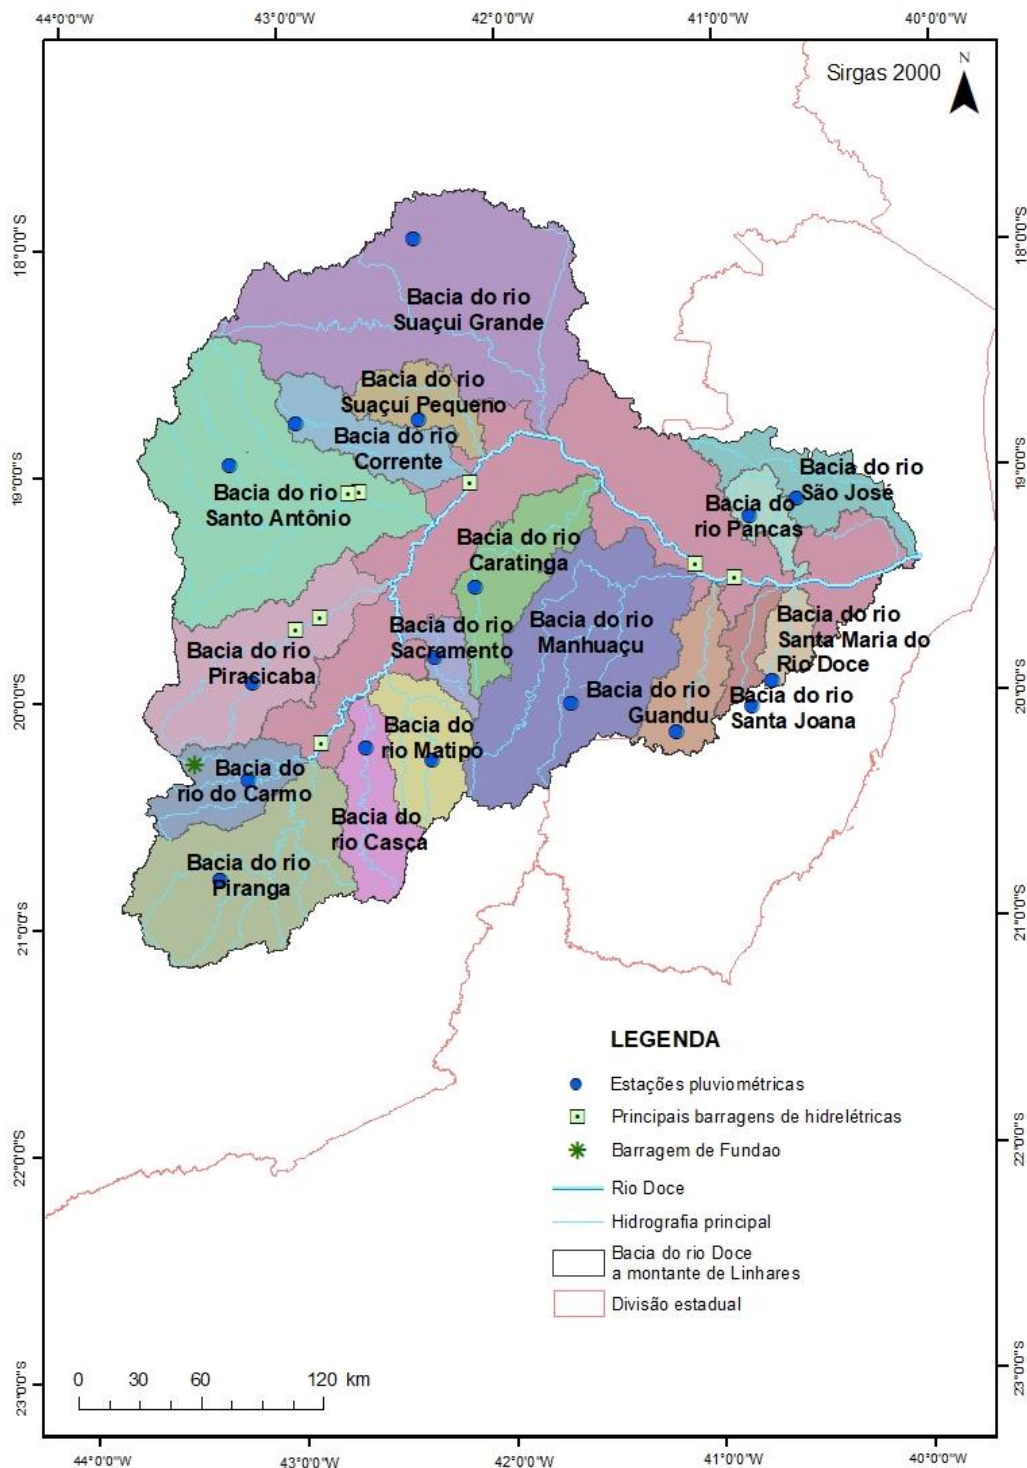 44°0'0"W 43°0'0"W 42°0'0"W 41°0'0"W 40°0'0"W
Sirgas 2000
N
18°0'0"S
18°0'0"S
Bacia do rio
Suaçui Grande
Bacia do rio
Suaçuí Pequeno
Bacia do rio
Corrente
19°0'0"S
19°0'0"S
Bacia do rio
São José
Bacia do rio
Santo Antônio
Bacia do
rio Pancas
Bacia do rio
Caratinga
Bacia do rio
Sacramento
Bacia do rio
Manhuaçu
Bacia do rio
Santa Maria do
Rio Doce
Bacia do rio
Piracicaba
20°0'0"S
20°0'0"S
Bacia do rio
Guandu
Bacia do rio
Santa Joana
Bacia do
rio Matipó
Bacia do
rio do Carmo
Bacia do
rio Casca
Bacia do rio
Piranga
21°0'0"S
21°0'0"S
LEGENDA
Estações pluviométricas
Principais barragens de hidrelétricas
Barragem de Fundao
22°0'0"S
22°0'0"S
Rio Doce
Hidrografia principal
Bacia do rio Doce
a montante de Linhares
Divisão estadual
23°0'0"S
23°0'0"S
0 30 60 120 km
44°0'0"W 43°0'0"W 42°0'0"W 41°0'0"W 40°0'0"W